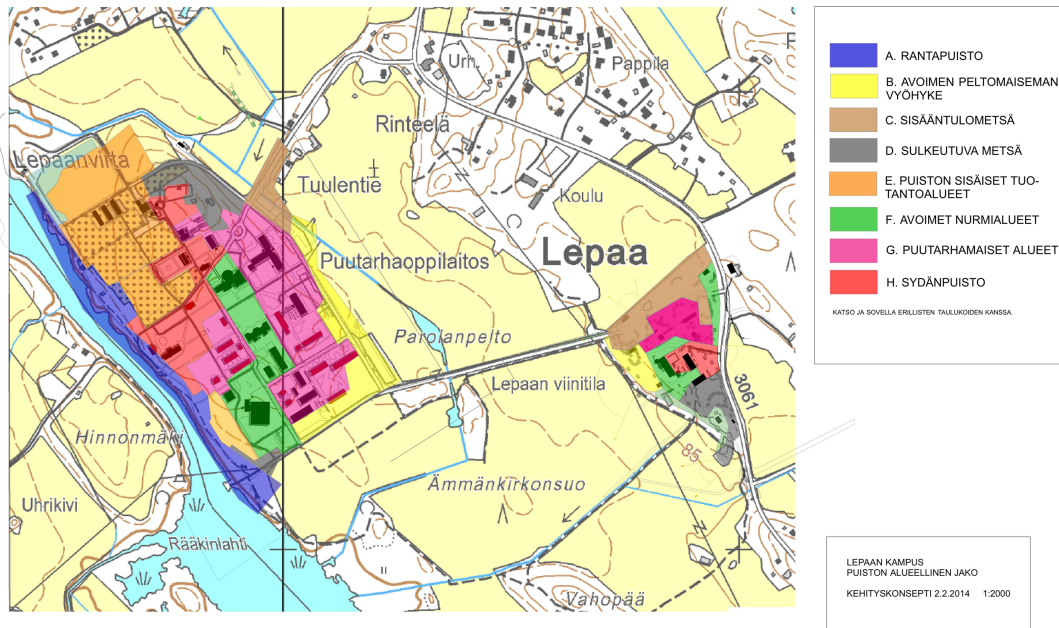 Urh.
Pappila
Rinteelä
Lepaanvirta
Tuulentie
Koulu
Lepaa
Puutarhaoppilaitos
Parolanpelto
Lepaan viinitila
3061
85
Hinnonmäki
Ämmänkirkonsuo
Uhrikivi
Rääkinlahti
Vahopää
A. RANTAPUISTO
B. AVOIMEN PELTOMAISEMAN
VYÖHYKE
C. SISÄÄNTULOMETSÄ
D. SULKEUTUVA METSÄ
E. PUISTON SISÄISET TUO-
TANTOALUEET
F. AVOIMET NURMIALUEET
G. PUUTARHAMAISET ALUEET
H. SYDÄNPUISTO
KATSO JA SOVELLA ERILLISTEN TAULUKOIDEN KANSSA.
LEPAAN KAMPUS
PUISTON ALUEELLINEN JAKO
KEHITYSKONSEPTI 2.2.2014 1:2000